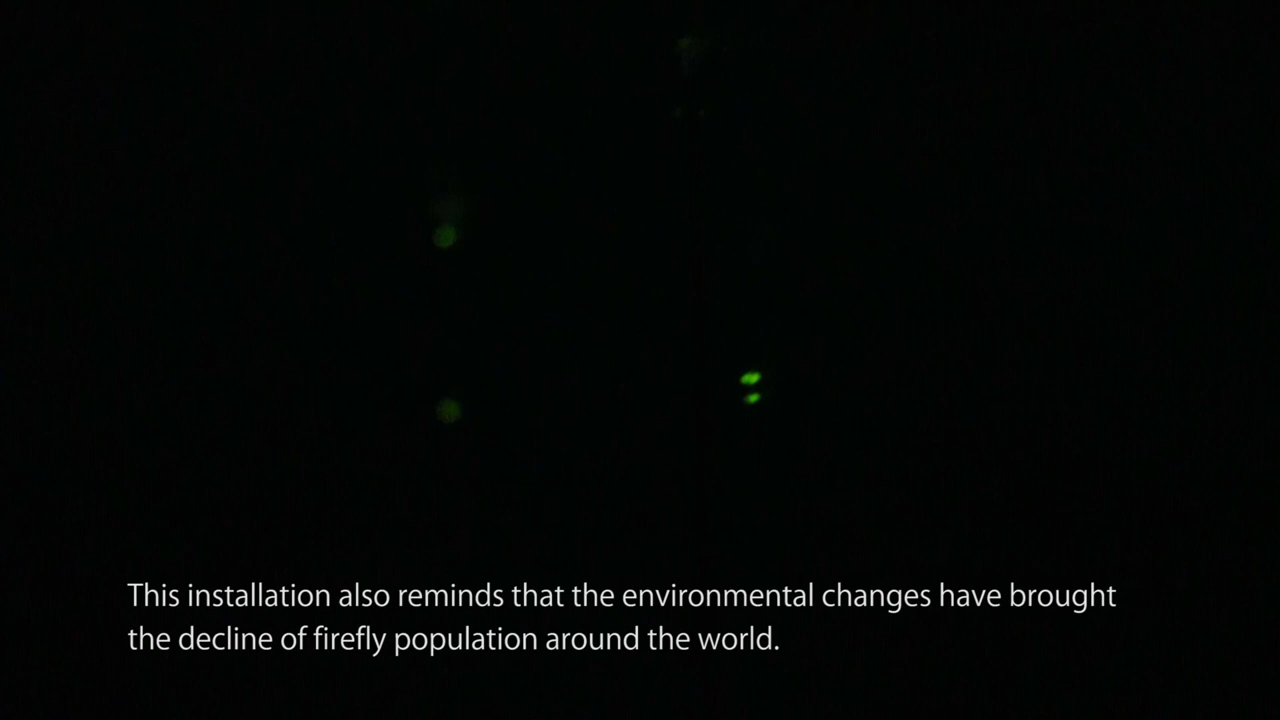 This installation also reminds that the environmental changes have brought
the decline of firefly population around the world.